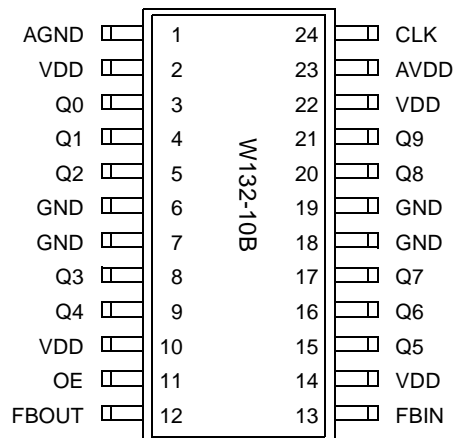 AGND 1 24 CLK
VDD 2 23 AVDD
Q0 3 22 VDD
Q1 4 21 Q9
Q2 5 20 Q8
GND 6 19 GND
GND 7 18 GND
Q3 8 17 Q7
Q4 9 16 Q6
VDD 10 15 Q5
OE 11 14 VDD
FBOUT 12 13 FBIN
W132-10B